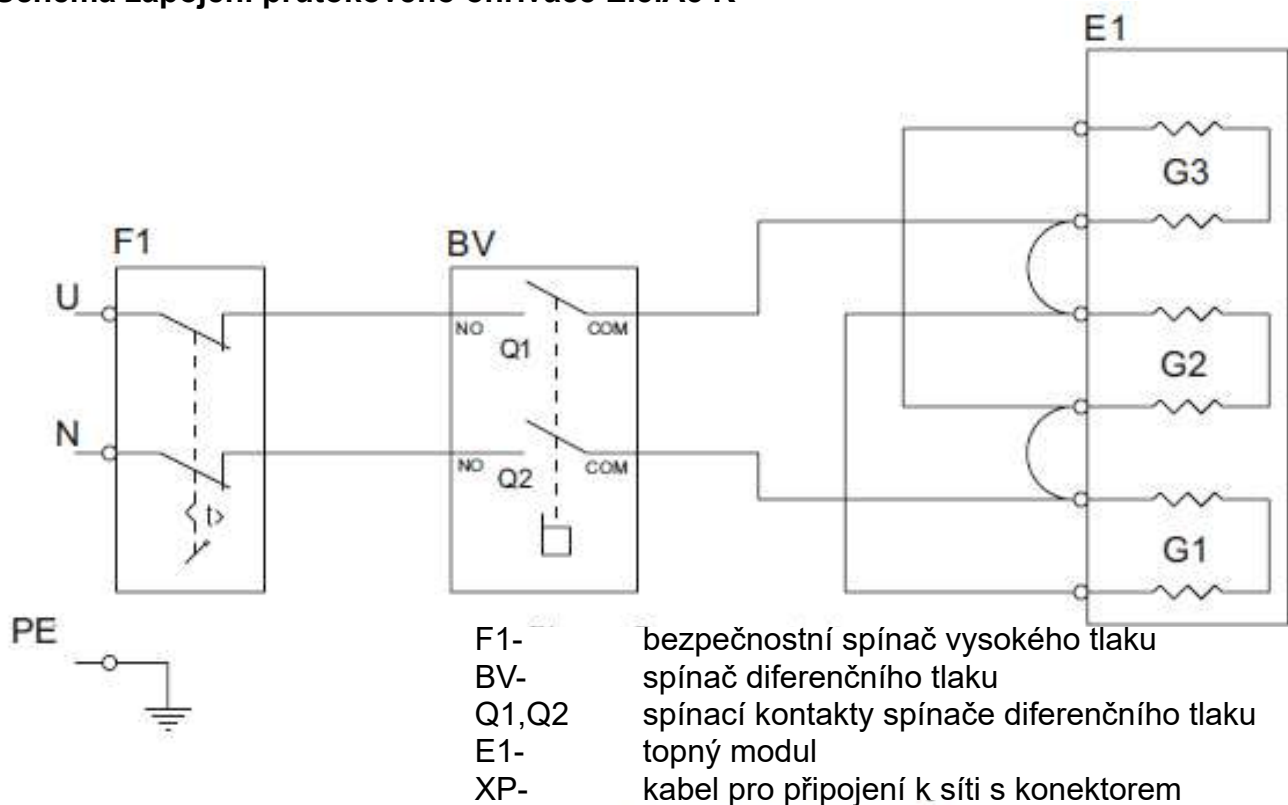 E1
G3
F1
BV
U
NO
Q1
COM
G2
N
NO
Q2
COM
t>
G1
PE
F1- bezpečnostní spínač vysokého tlaku
BV- spínač diferenčního tlaku
Q1,Q2 spínací kontakty spínače diferenčního tlaku
E1- topný modul
XP- kabel pro připojení k síti s konektorem